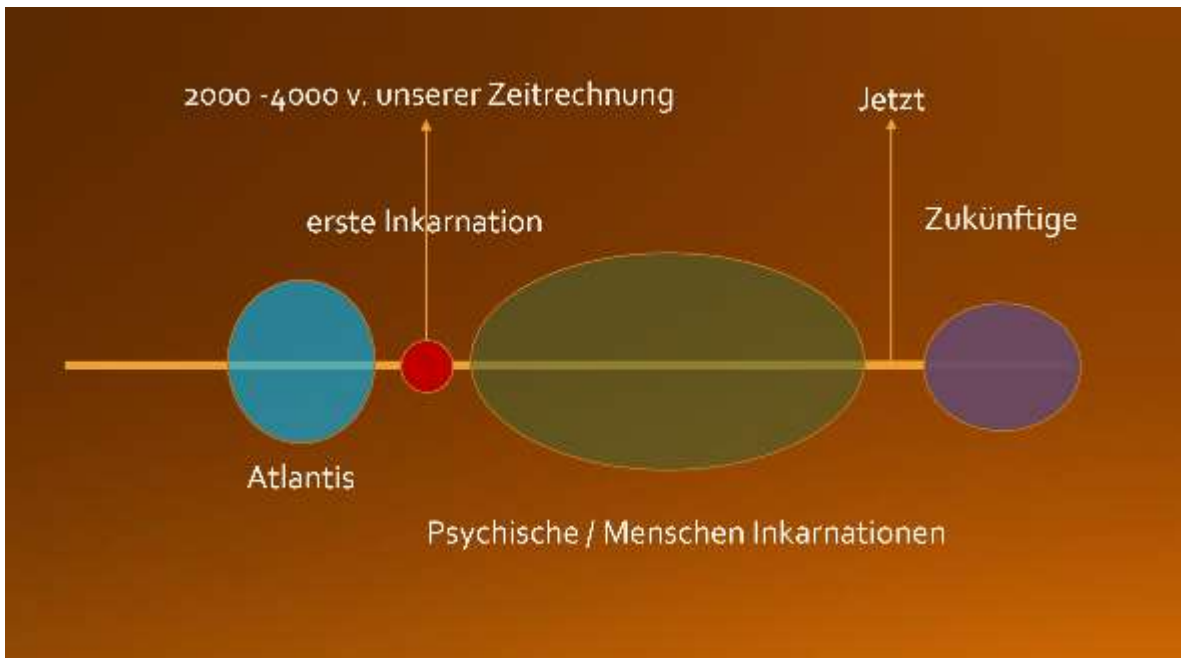 2000 -4000 v. unserer Zeitrechnung
Jetzt
erste Inkarnation
Zukünftige
Atlantis
Psychische / Menschen Inkarnationen